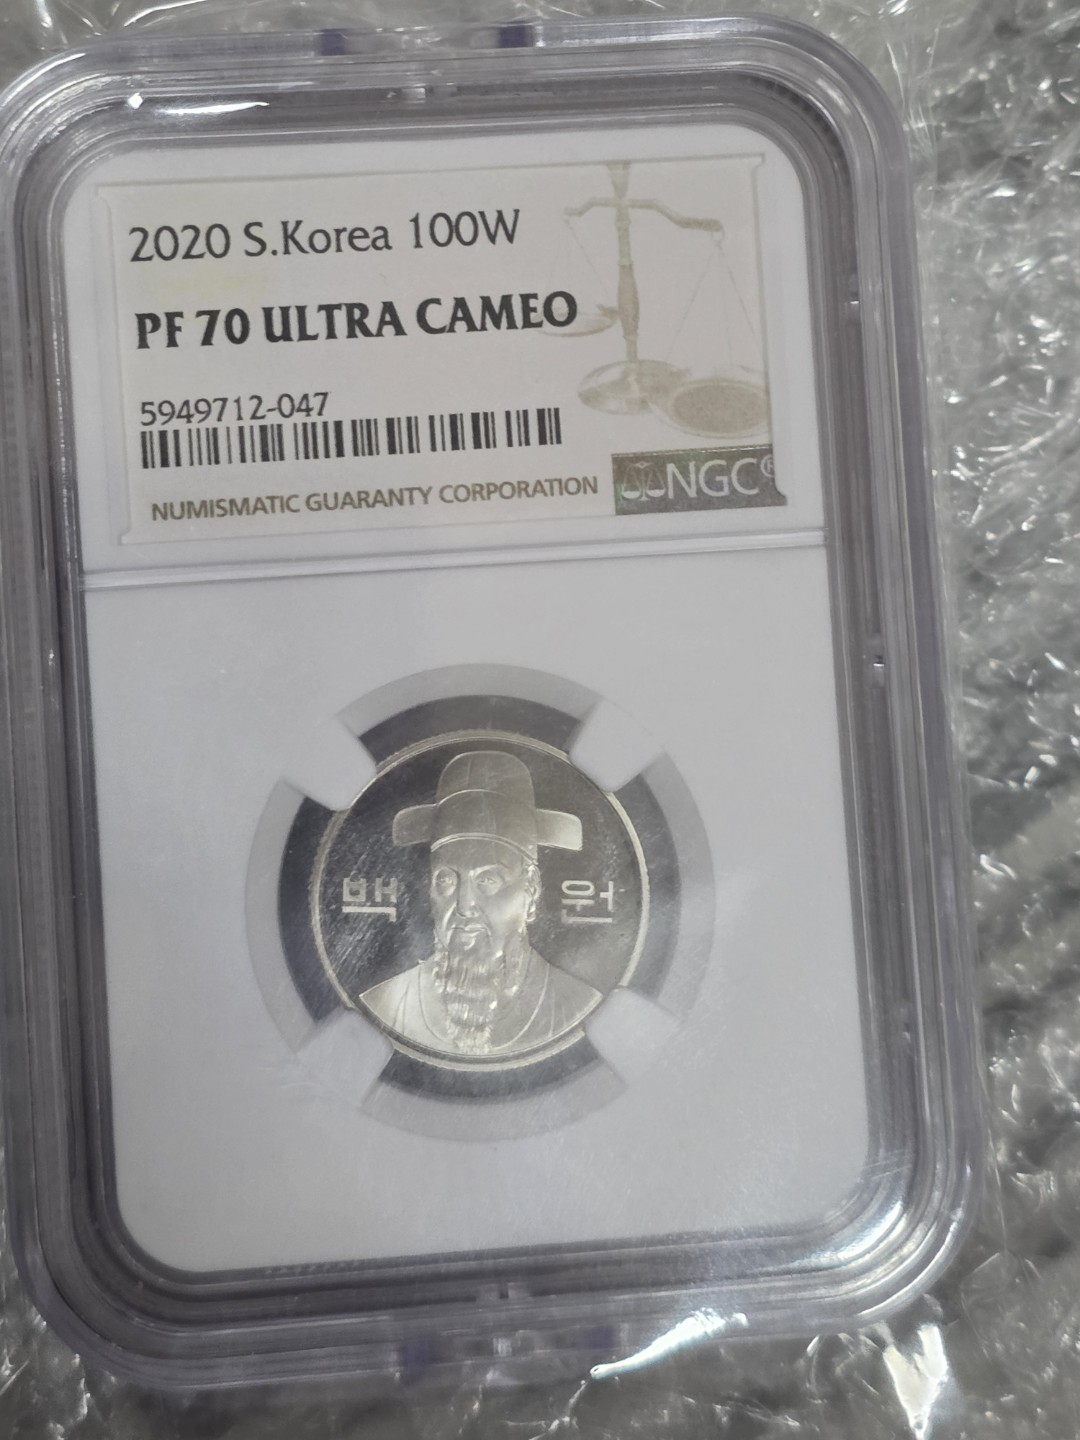 2020 S.Korea 100W
PF 70 ULTRA CAMEO
5949712-047
NUMISMATIC GUARANTY CORPORATION
NGC®
백 원